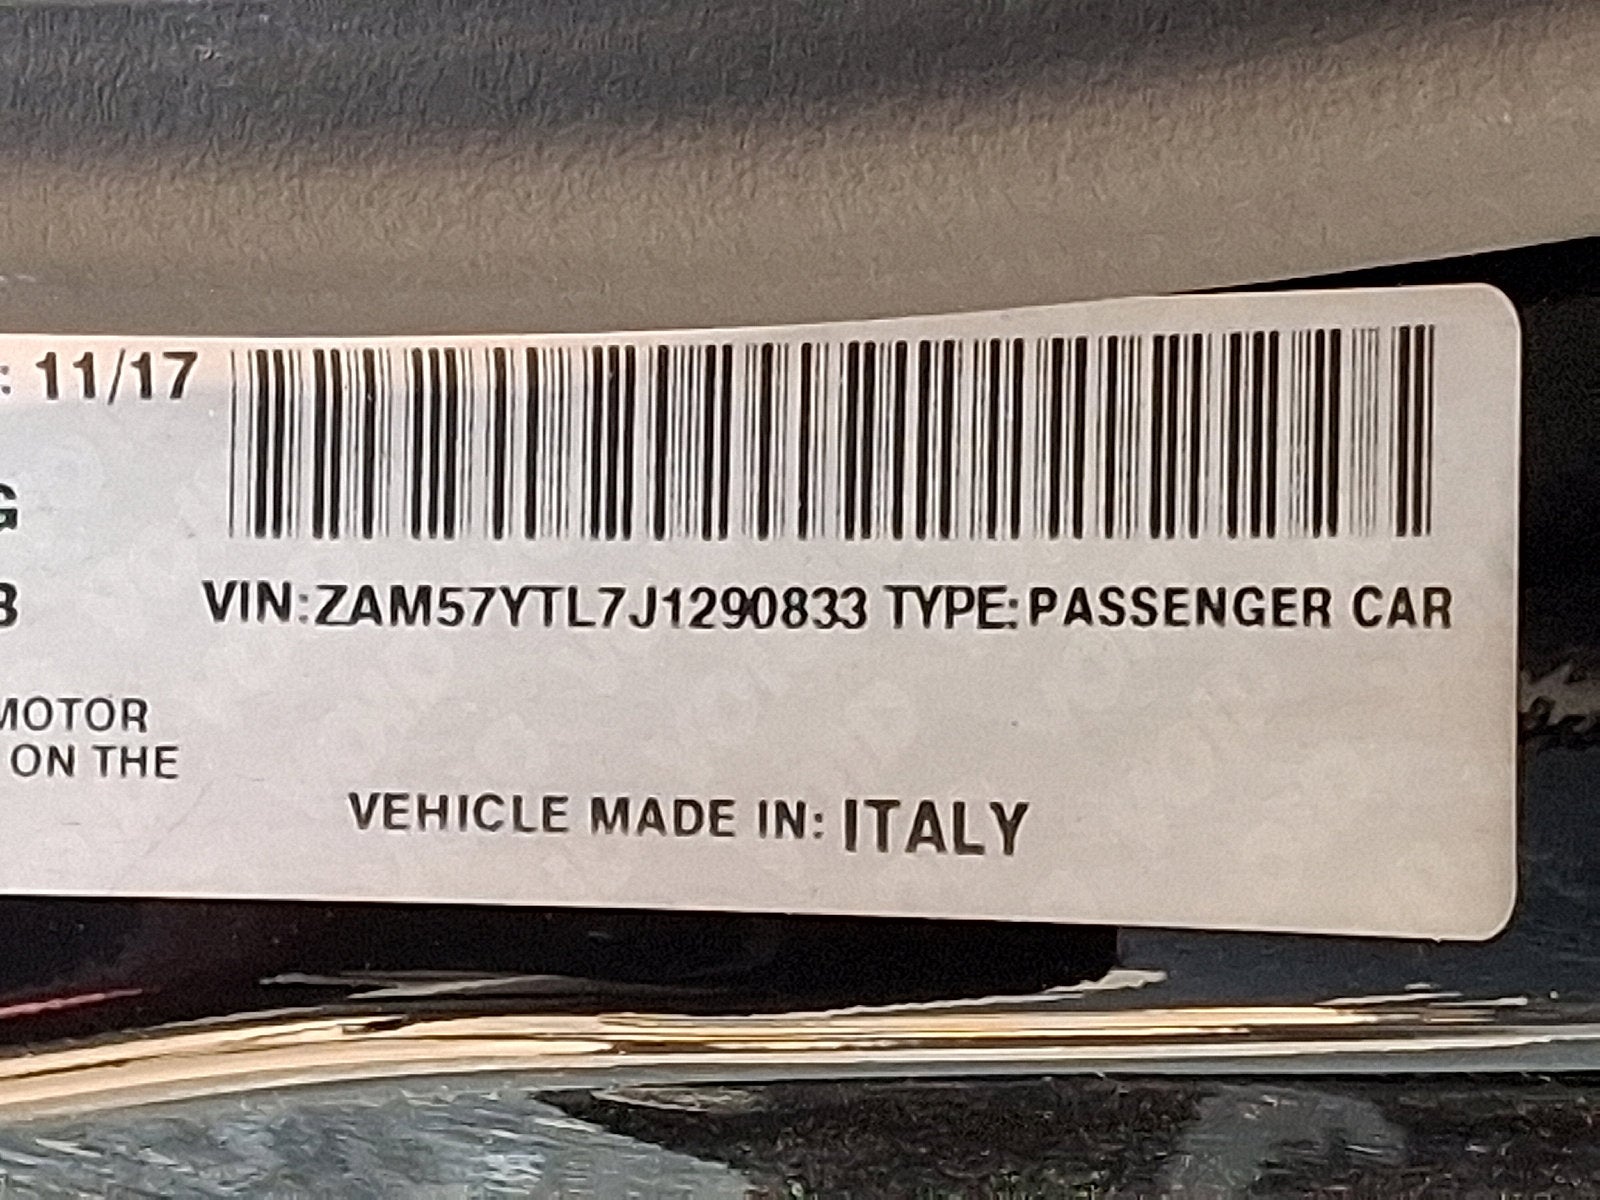 : 11/17
G
VIN:ZAM57YTL7J1290833 TYPE:PASSENGER CAR
MOTOR
ON THE
VEHICLE MADE IN: ITALY